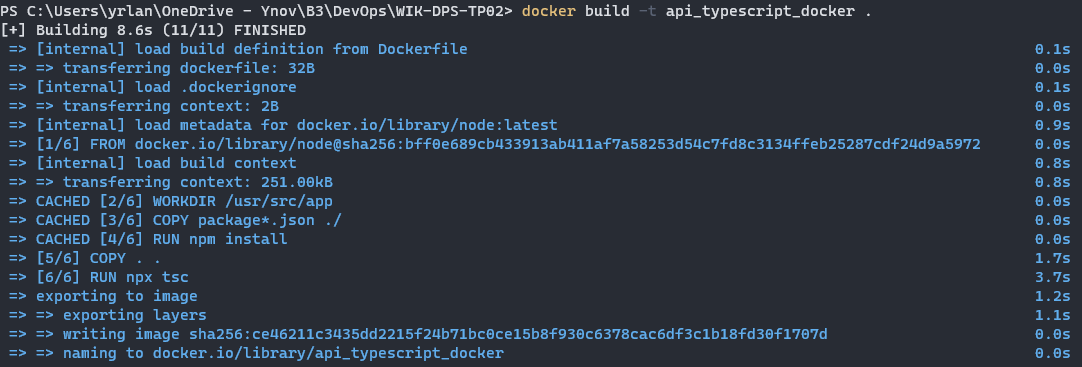 PS C:\Users\yrlan\OneDrive - Ynov\B3\DevOps\WIK-DPS-TP02> docker build -t api_typescript_docker .
[+] Building 8.6s (11/11) FINISHED
=> [internal] load build definition from Dockerfile 0.1s
=> => transferring dockerfile: 32B 0.0s
=> [internal] load .dockerignore 0.1s
=> => transferring context: 2B 0.0s
=> [internal] load metadata for docker.io/library/node:latest 0.9s
=> [1/6] FROM docker.io/library/node@sha256:bff0e689cb433913ab411af7a58253d54c7fd8c3134ffeb25287cdf24d9a5972 0.0s
=> [internal] load build context 0.8s
=> => transferring context: 251.00kB 0.8s
=> CACHED [2/6] WORKDIR /usr/src/app 0.0s
=> CACHED [3/6] COPY package*.json ./ 0.0s
=> CACHED [4/6] RUN npm install 0.0s
=> [5/6] COPY . . 1.7s
=> [6/6] RUN npx tsc 3.7s
=> exporting to image 1.2s
=> => exporting layers 1.1s
=> => writing image sha256:ce46211c3435dd2215f24b71bc0ce15b8f930c6378cac6df3c1b18fd30f1707d 0.0s
=> => naming to docker.io/library/api_typescript_docker 0.0s